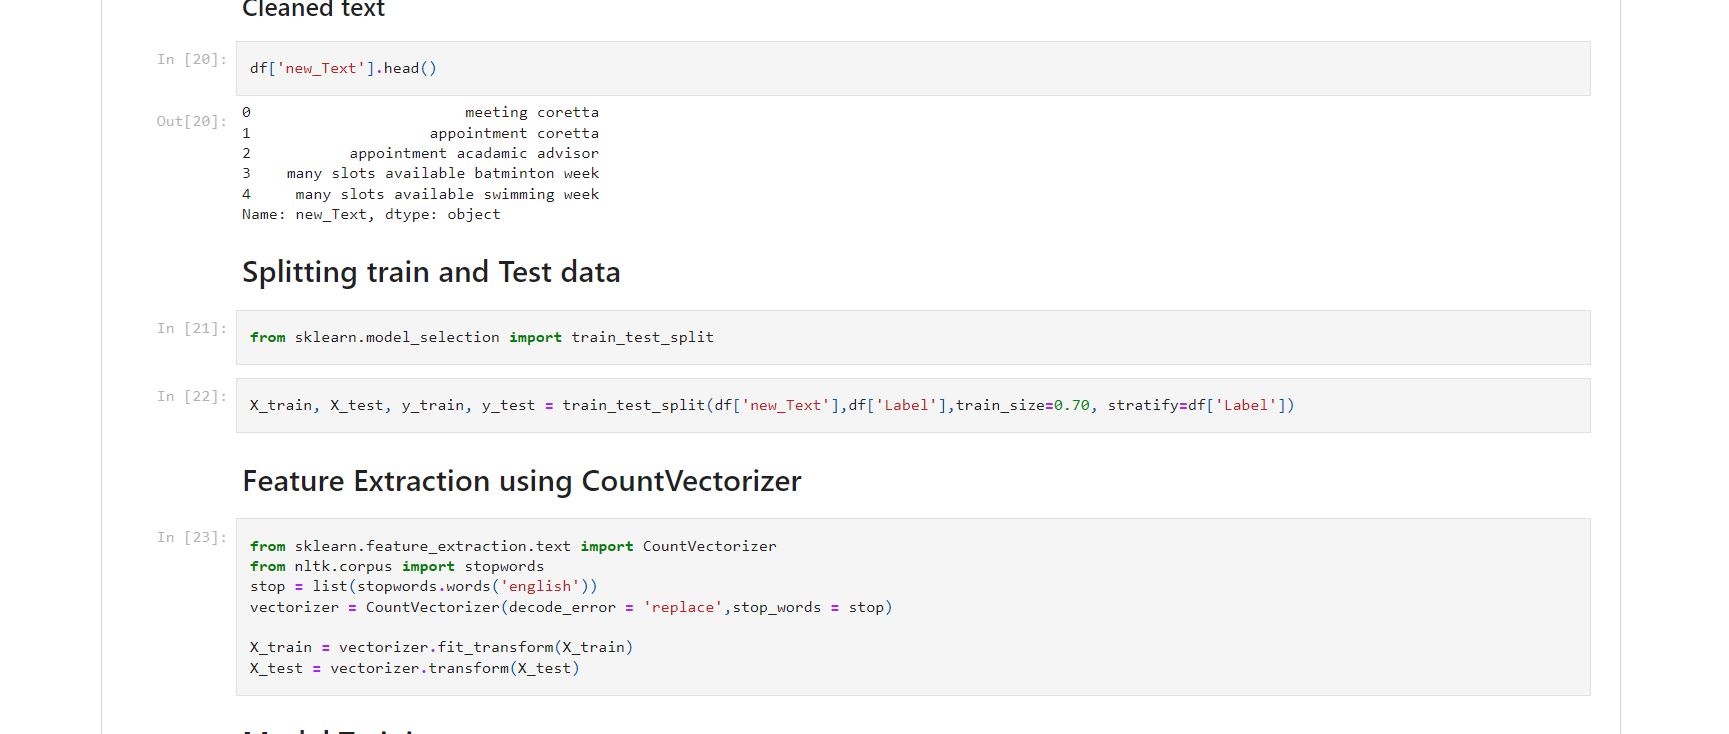 Cleaned text
In [20]:
df['new_Text'].head()
Out[20]:
0 meeting coretta
1 appointment coretta
2 appointment acadamic advisor
3 many slots available batminton week
4 many slots available swimming week
Name: new_Text, dtype: object
Splitting train and Test data
In [21]:
from sklearn.model_selection import train_test_split
In [22]:
X_train, X_test, y_train, y_test = train_test_split(df['new_Text'],df['Label'],train_size=0.70, stratify=df['Label'])
Feature Extraction using CountVectorizer
In [23]:
from sklearn.feature_extraction.text import CountVectorizer
from nltk.corpus import stopwords
stop = list(stopwords.words('english'))
vectorizer = CountVectorizer(decode_error = 'replace',stop_words = stop)
X_train = vectorizer.fit_transform(X_train)
X_test = vectorizer.transform(X_test)